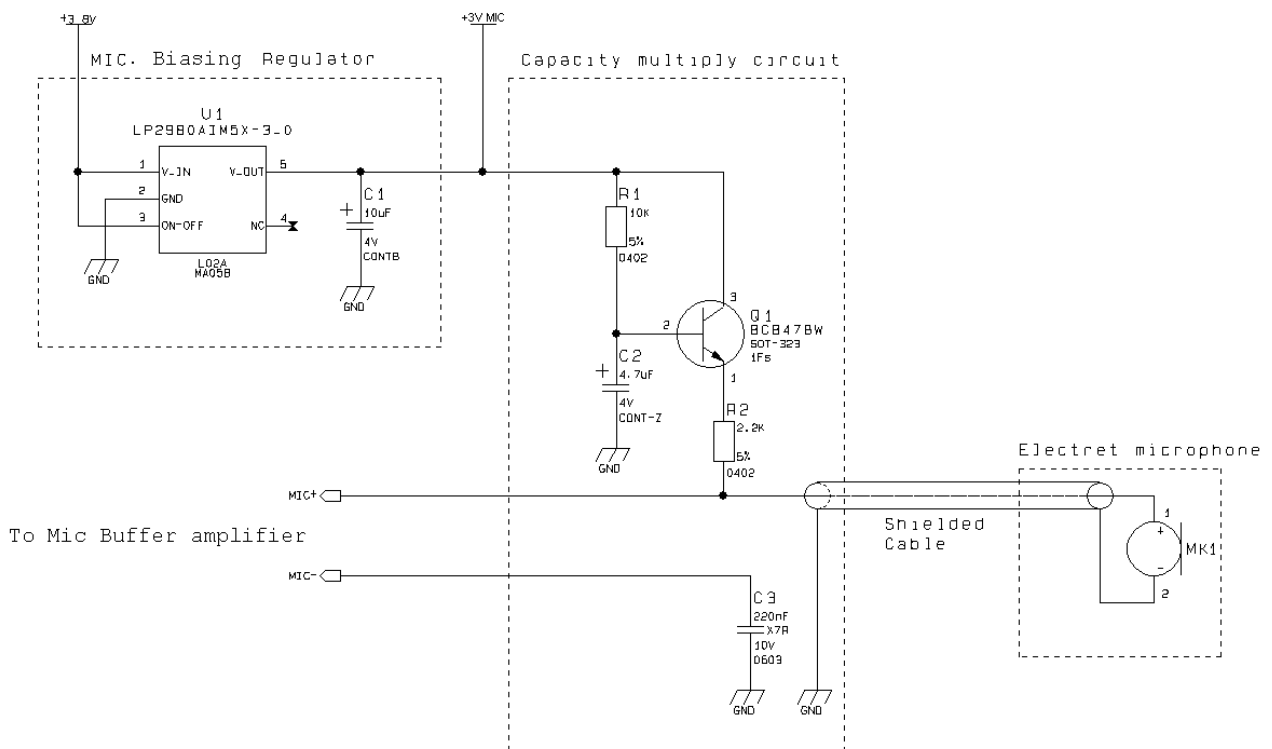 +3.8V
+3V MIC
MIC. Biasing Regulator
Capacity multiply circuit
U1
LP2980AIM5X-3.0
1
V_IN
V_OUT
5
2
GND
3
ON-OFF
NC
4
L02A
MA05B
GND
C1
10uF
4V
CONTB
GND
R1
10K
5%
0402
2
3
Q1
BC847BW
SOT-323
1Fs
1
C2
4.7uF
4V
CONT-Z
GND
R2
2.2K
5%
0402
Electret microphone
MIC+
Shielded
Cable
1
+
MK1
-
2
To Mic Buffer amplifier
MIC-
C3
220nF
X7R
10V
0603
GND
GND